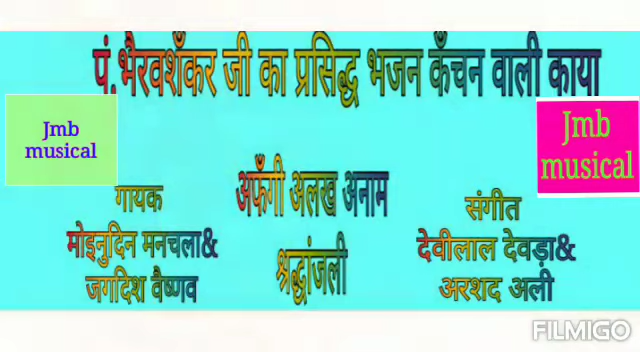 पं.भैरवशँकर जी का प्रसिद्ध भजन कँचन वाली काया
Jmb
musical
Jmb
musical
गायक
मोइनुदिन मनचला&
जगदिश वैष्णव
अफँगी अलख अनाम
श्रद्धांजली
संगीत
देवीलाल देवड़ा&
अरशद अली
FILMIGO